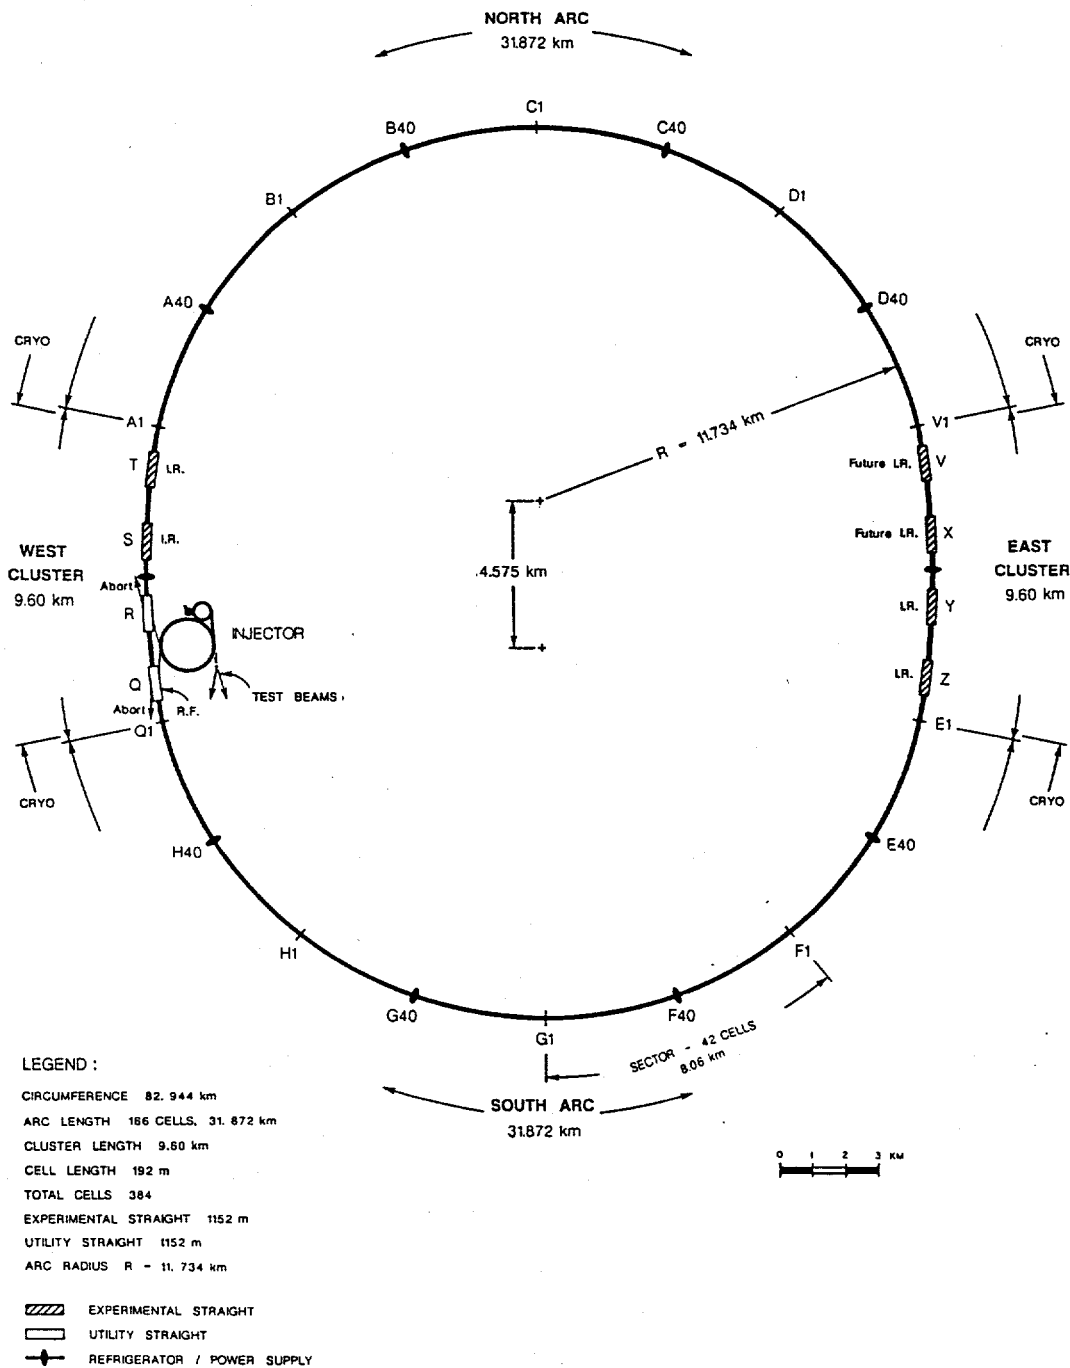 NORTH ARC
31.872 km
C1
B40
C40
B1
D1
A40
D40
CRYO
CRYO
A1
V1
R = 11.734 km
T
I.R.
Future I.R.
V
S
I.R.
Future I.R.
X
WEST
CLUSTER
9.60 km
EAST
CLUSTER
9.60 km
4.575 km
Abort
R
I.R.
Y
INJECTOR
Q
I.R.
Z
TEST BEAMS
Abort
R.F.
Q1
E1
CRYO
CRYO
H40
E40
H1
F1
G40
F40
G1
SECTOR - 42 CELLS
8.06 km
SOUTH ARC
31.872 km
LEGEND :
CIRCUMFERENCE 82.944 km
ARC LENGTH 166 CELLS, 31.872 km
CLUSTER LENGTH 9.60 km
CELL LENGTH 192 m
TOTAL CELLS 384
EXPERIMENTAL STRAIGHT 1152 m
UTILITY STRAIGHT 1152 m
ARC RADIUS R - 11.734 km
0 1 2 3 KM
EXPERIMENTAL STRAIGHT
UTILITY STRAIGHT
REFRIGERATOR / POWER SUPPLY